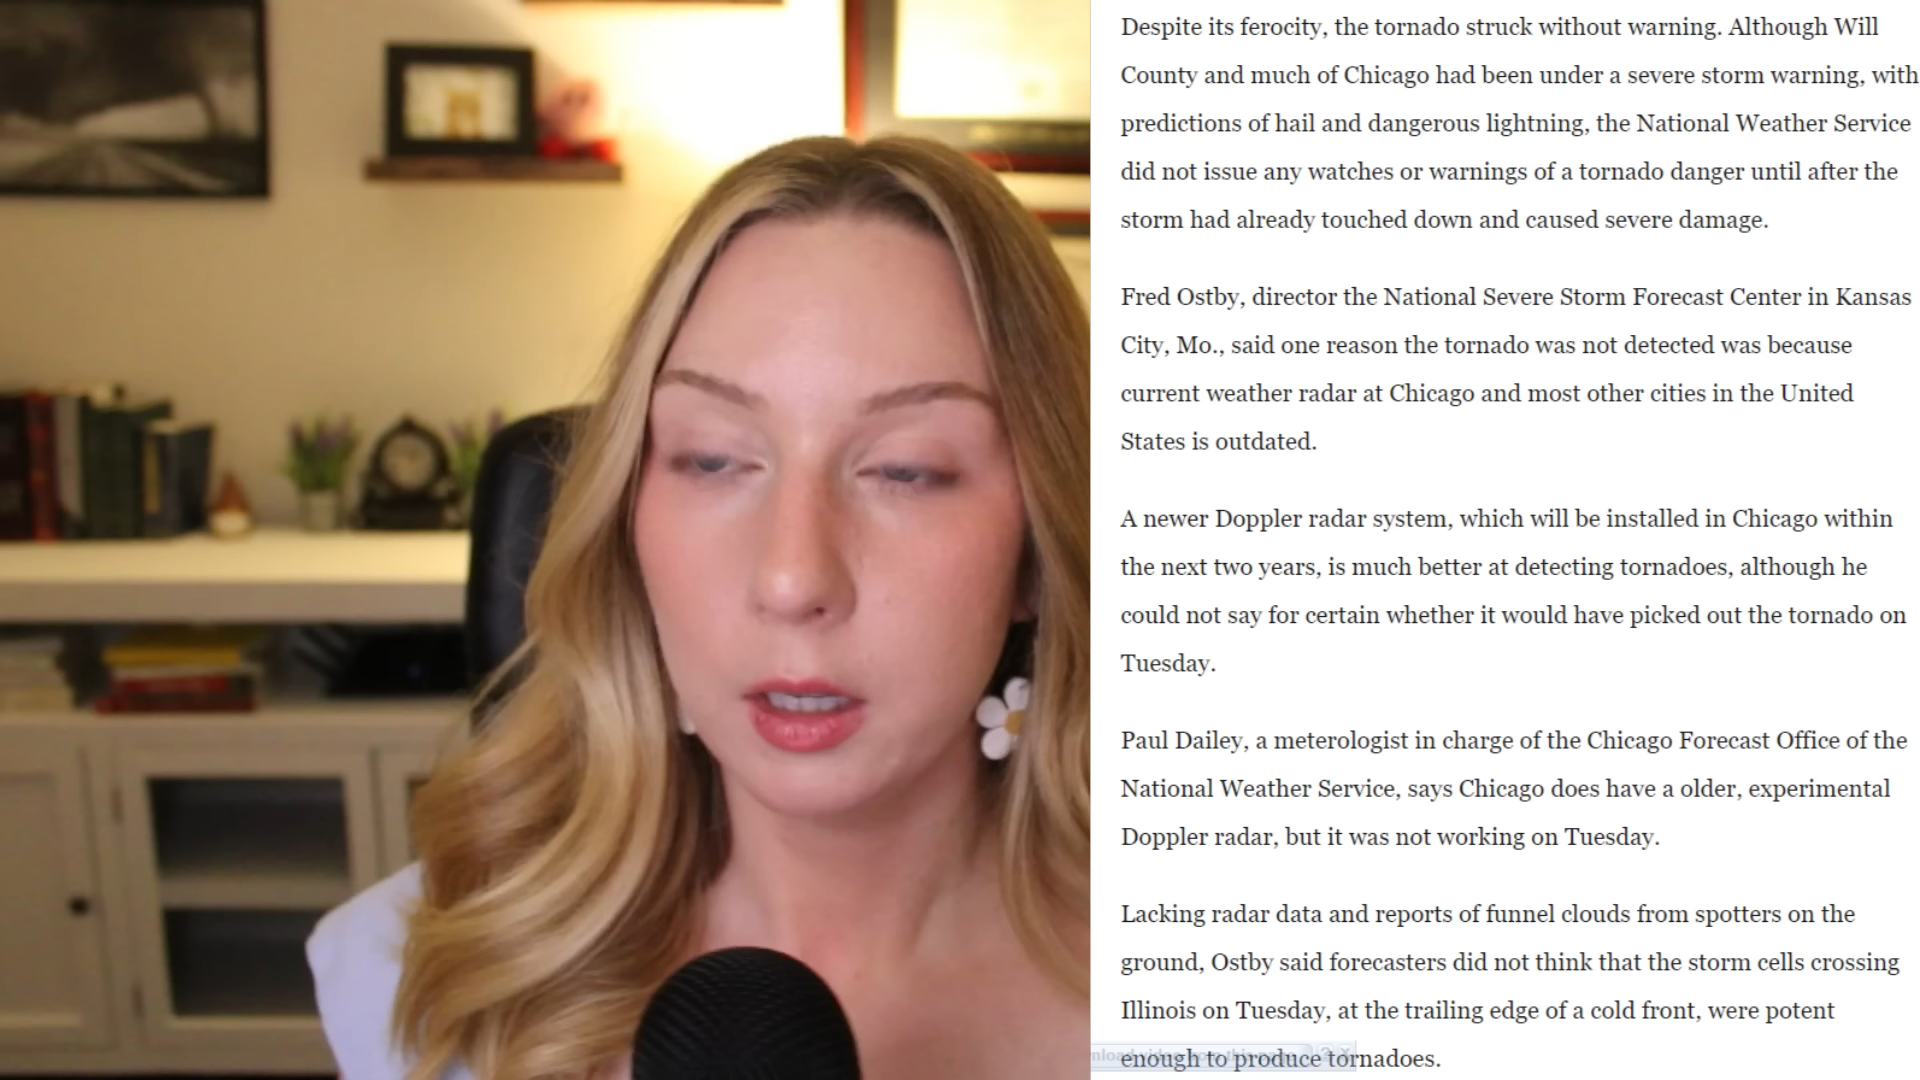 Despite its ferocity, the tornado struck without warning. Although Will
County and much of Chicago had been under a severe storm warning, with
predictions of hail and dangerous lightning, the National Weather Service
did not issue any watches or warnings of a tornado danger until after the
storm had already touched down and caused severe damage.
Fred Ostby, director the National Severe Storm Forecast Center in Kansas
City, Mo., said one reason the tornado was not detected was because
current weather radar at Chicago and most other cities in the United
States is outdated.
A newer Doppler radar system, which will be installed in Chicago within
the next two years, is much better at detecting tornadoes, although he
could not say for certain whether it would have picked out the tornado on
Tuesday.
Paul Dailey, a meterologist in charge of the Chicago Forecast Office of the
National Weather Service, says Chicago does have a older, experimental
Doppler radar, but it was not working on Tuesday.
Lacking radar data and reports of funnel clouds from spotters on the
ground, Ostby said forecasters did not think that the storm cells crossing
Illinois on Tuesday, at the trailing edge of a cold front, were potent
enough to produce tornadoes.